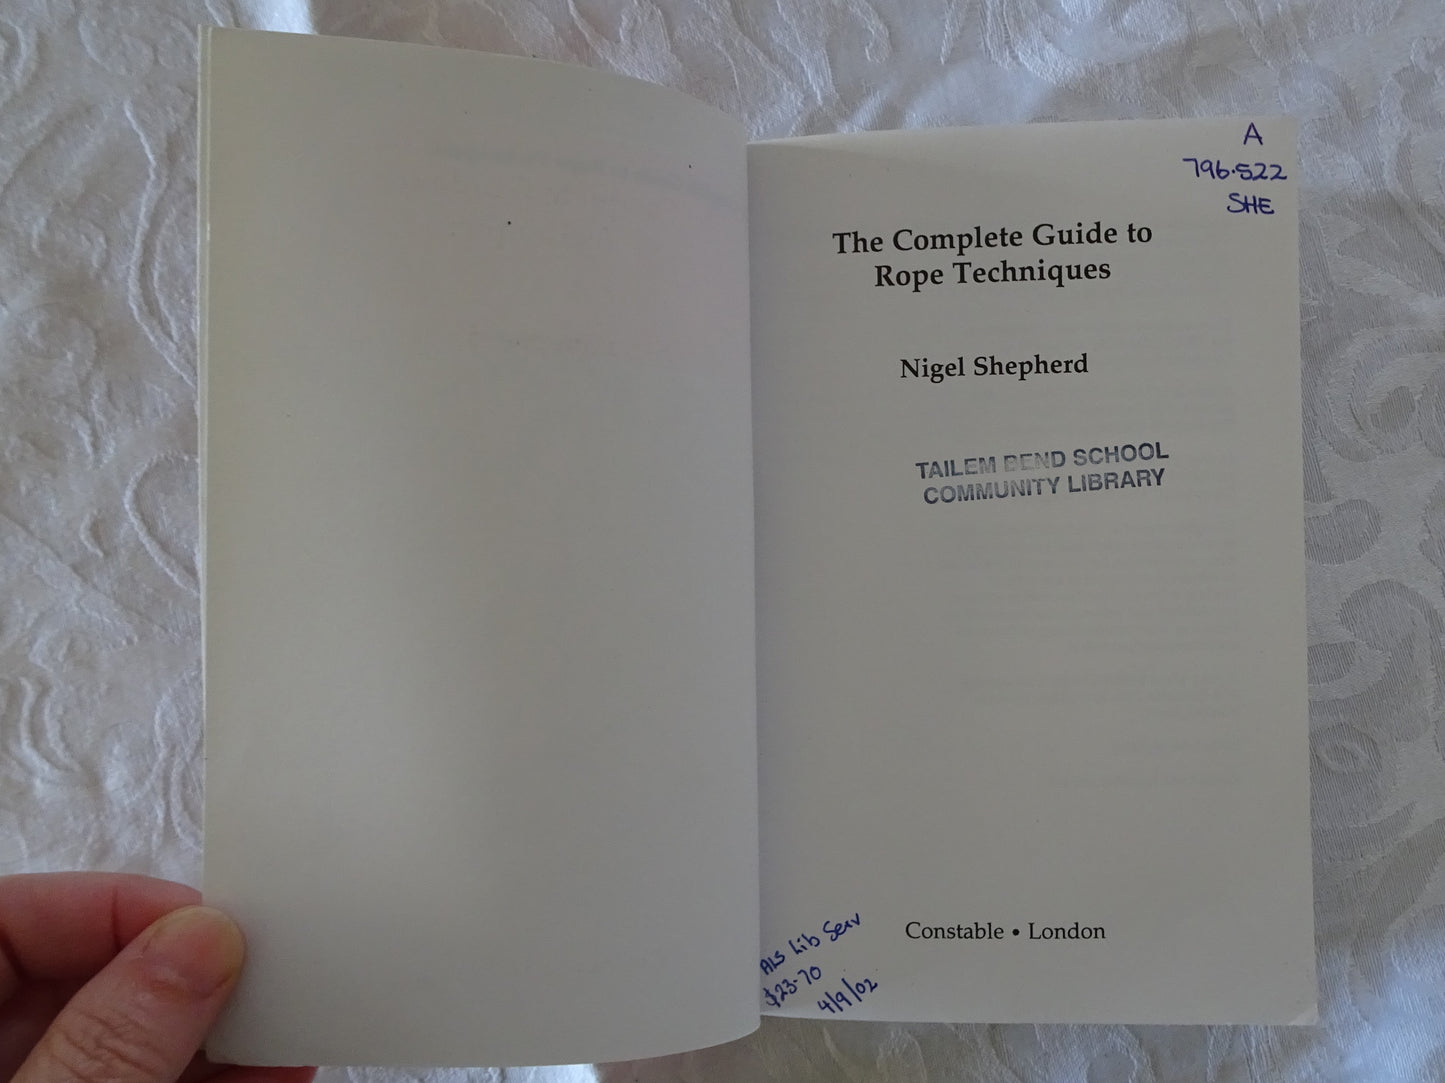 A
796.522
SHE
The Complete Guide to
Rope Techniques
Nigel Shepherd
TAILEM BEND SCHOOL
COMMUNITY LIBRARY
Constable • London
ALS Lib Serv
$23-70
4/9/02